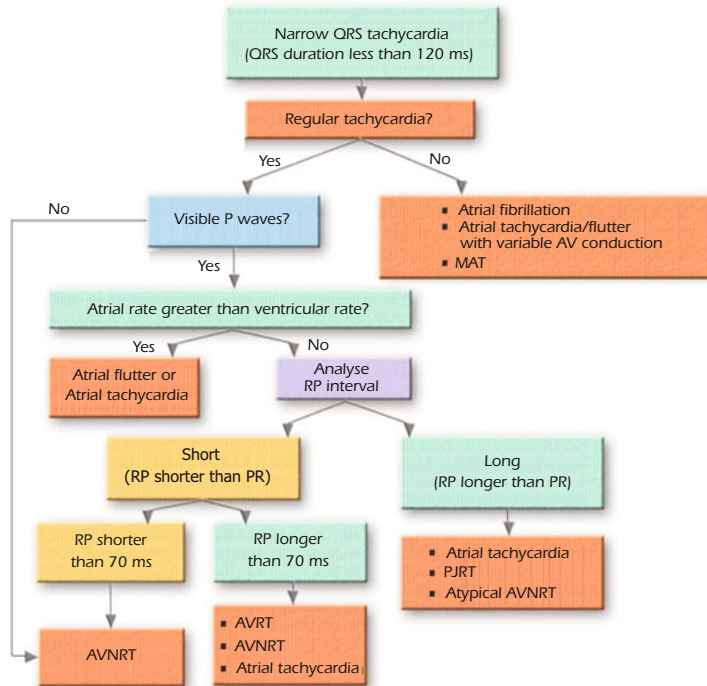 Narrow QRS tachycardia
(QRS duration less than 120 ms)
Regular tachycardia?
Yes
No
No
Visible P waves?
▪ Atrial fibrillation
▪ Atrial tachycardia/flutter
with variable AV conduction
▪ MAT
Yes
Atrial rate greater than ventricular rate?
Yes
No
Atrial flutter or
Atrial tachycardia
Analyse
RP interval
Short
(RP shorter than PR)
Long
(RP longer than PR)
RP shorter
than 70 ms
RP longer
than 70 ms
▪ Atrial tachycardia
▪ PJRT
▪ Atypical AVNRT
AVNRT
▪ AVRT
▪ AVNRT
▪ Atrial tachycardia